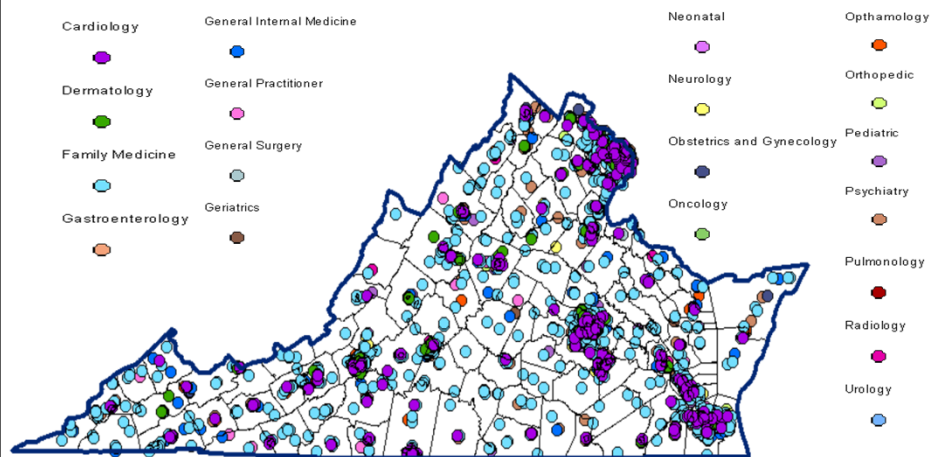 Cardiology
Dermatology
Family Medicine
Gastroenterology
General Internal Medicine
General Practitioner
General Surgery
Geriatrics
Neonatal
Neurology
Obstetrics and Gynecology
Oncology
Opthamology
Orthopedic
Pediatric
Psychiatry
Pulmonology
Radiology
Urology